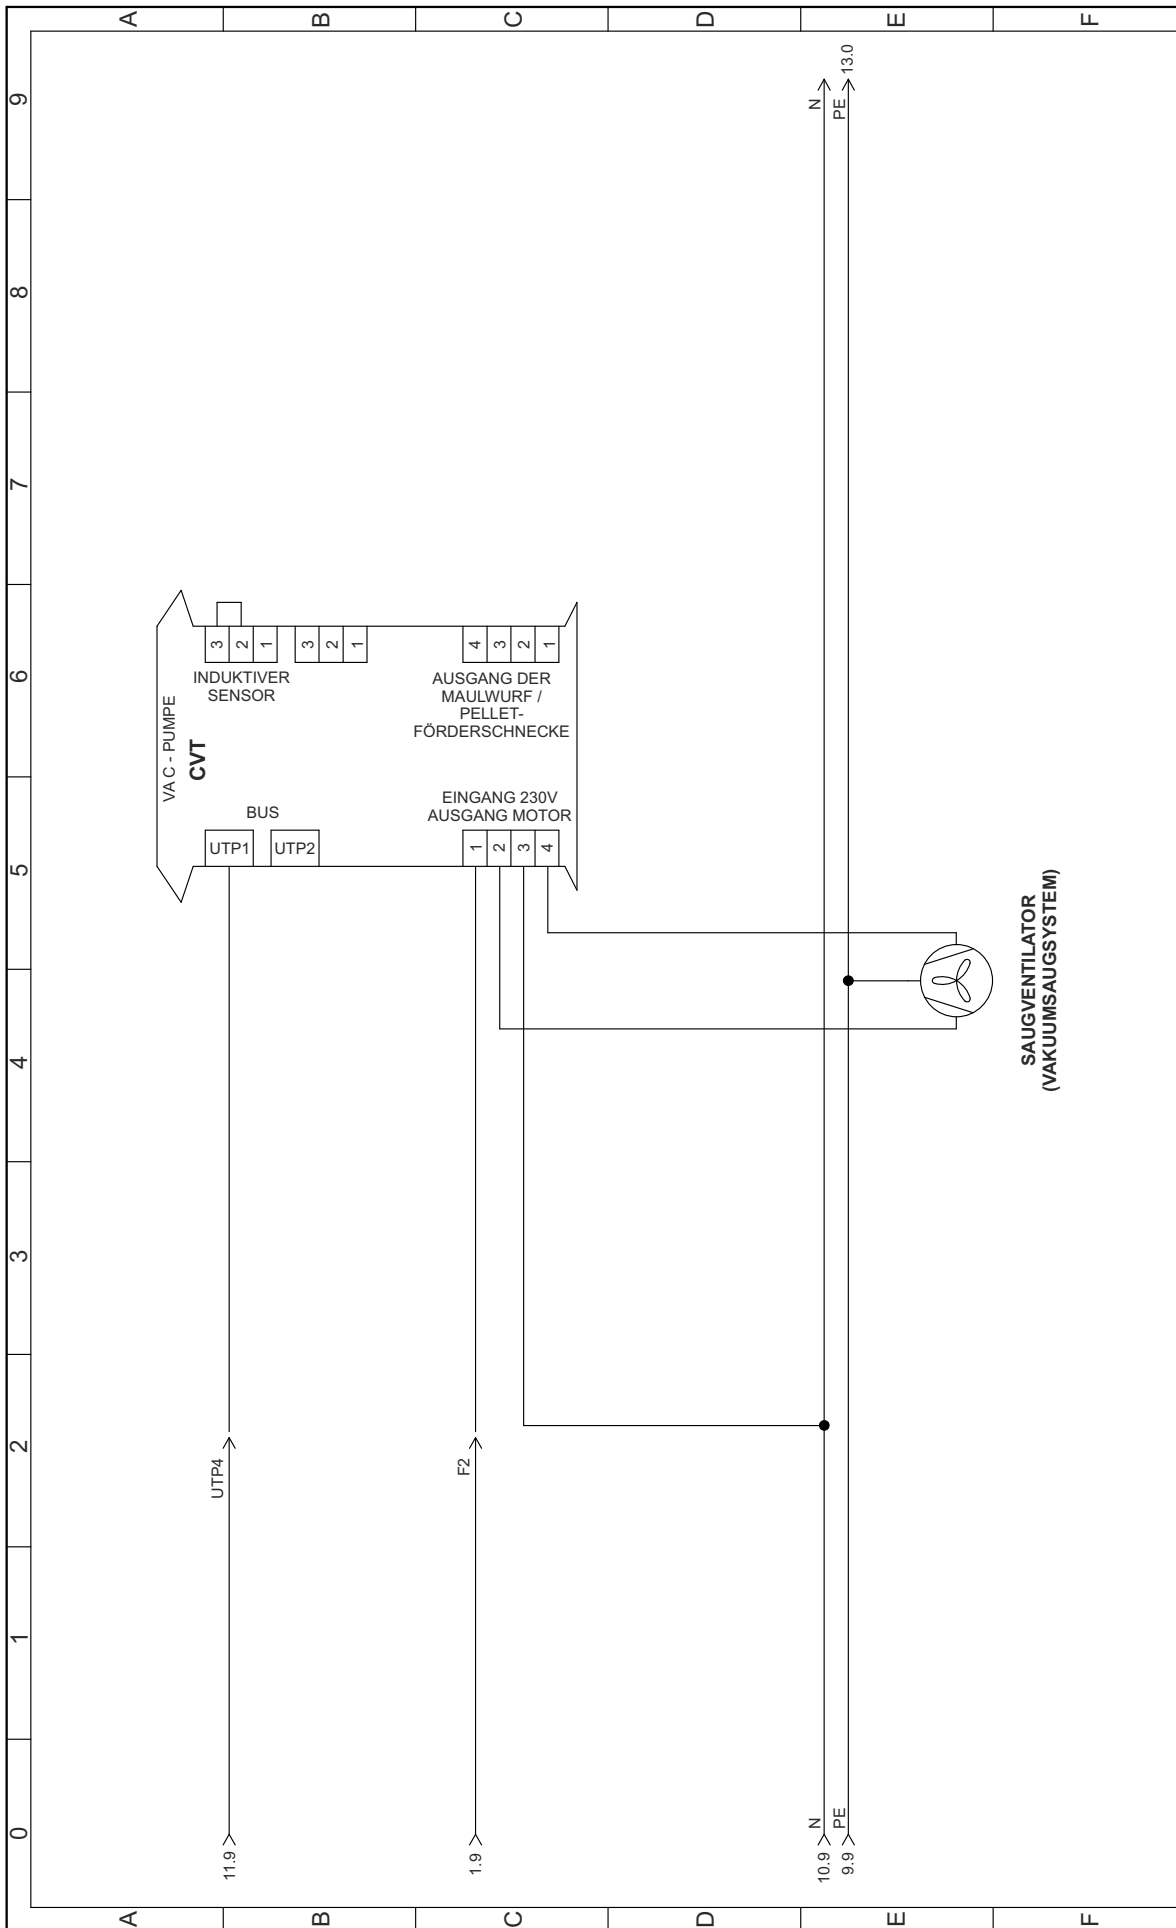 A
B
C
D
E
F
9
8
7
6
5
4
3
2
1
0
N
PE
13.0
VAC - PUMPE
CVT
3
2
1
INDUKTIVER
SENSOR
3
2
1
4
3
2
1
AUSGANG DER
MAULWURF /
PELLET-
FÖRDERSCHNECKE
BUS
UTP1
UTP2
EINGANG 230V
AUSGANG MOTOR
1
2
3
4
SAUGVENTILATOR
(VAKUUMSAUGSYSTEM)
UTP4
F2
11.9
1.9
N
10.9
PE
9.9
A
B
C
D
E
F